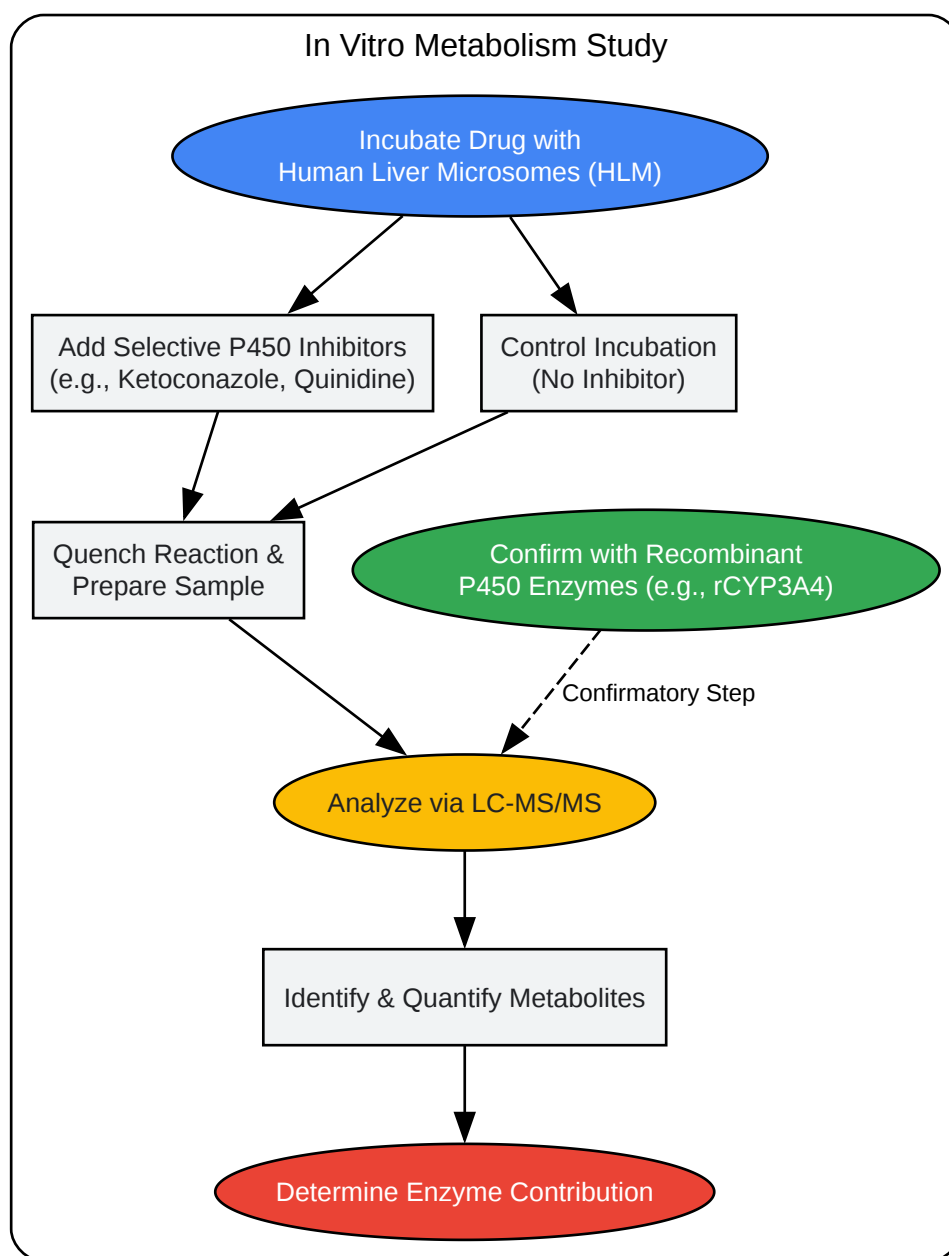 In Vitro Metabolism Study
Incubate Drug with
Human Liver Microsomes (HLM)
Add Selective P450 Inhibitors
(e.g., Ketoconazole, Quinidine)
Control Incubation
(No Inhibitor)
Quench Reaction &
Prepare Sample
Confirm with Recombinant
P450 Enzymes (e.g., rCYP3A4)
Confirmatory Step
Analyze via LC-MS/MS
Identify & Quantify Metabolites
Determine Enzyme Contribution